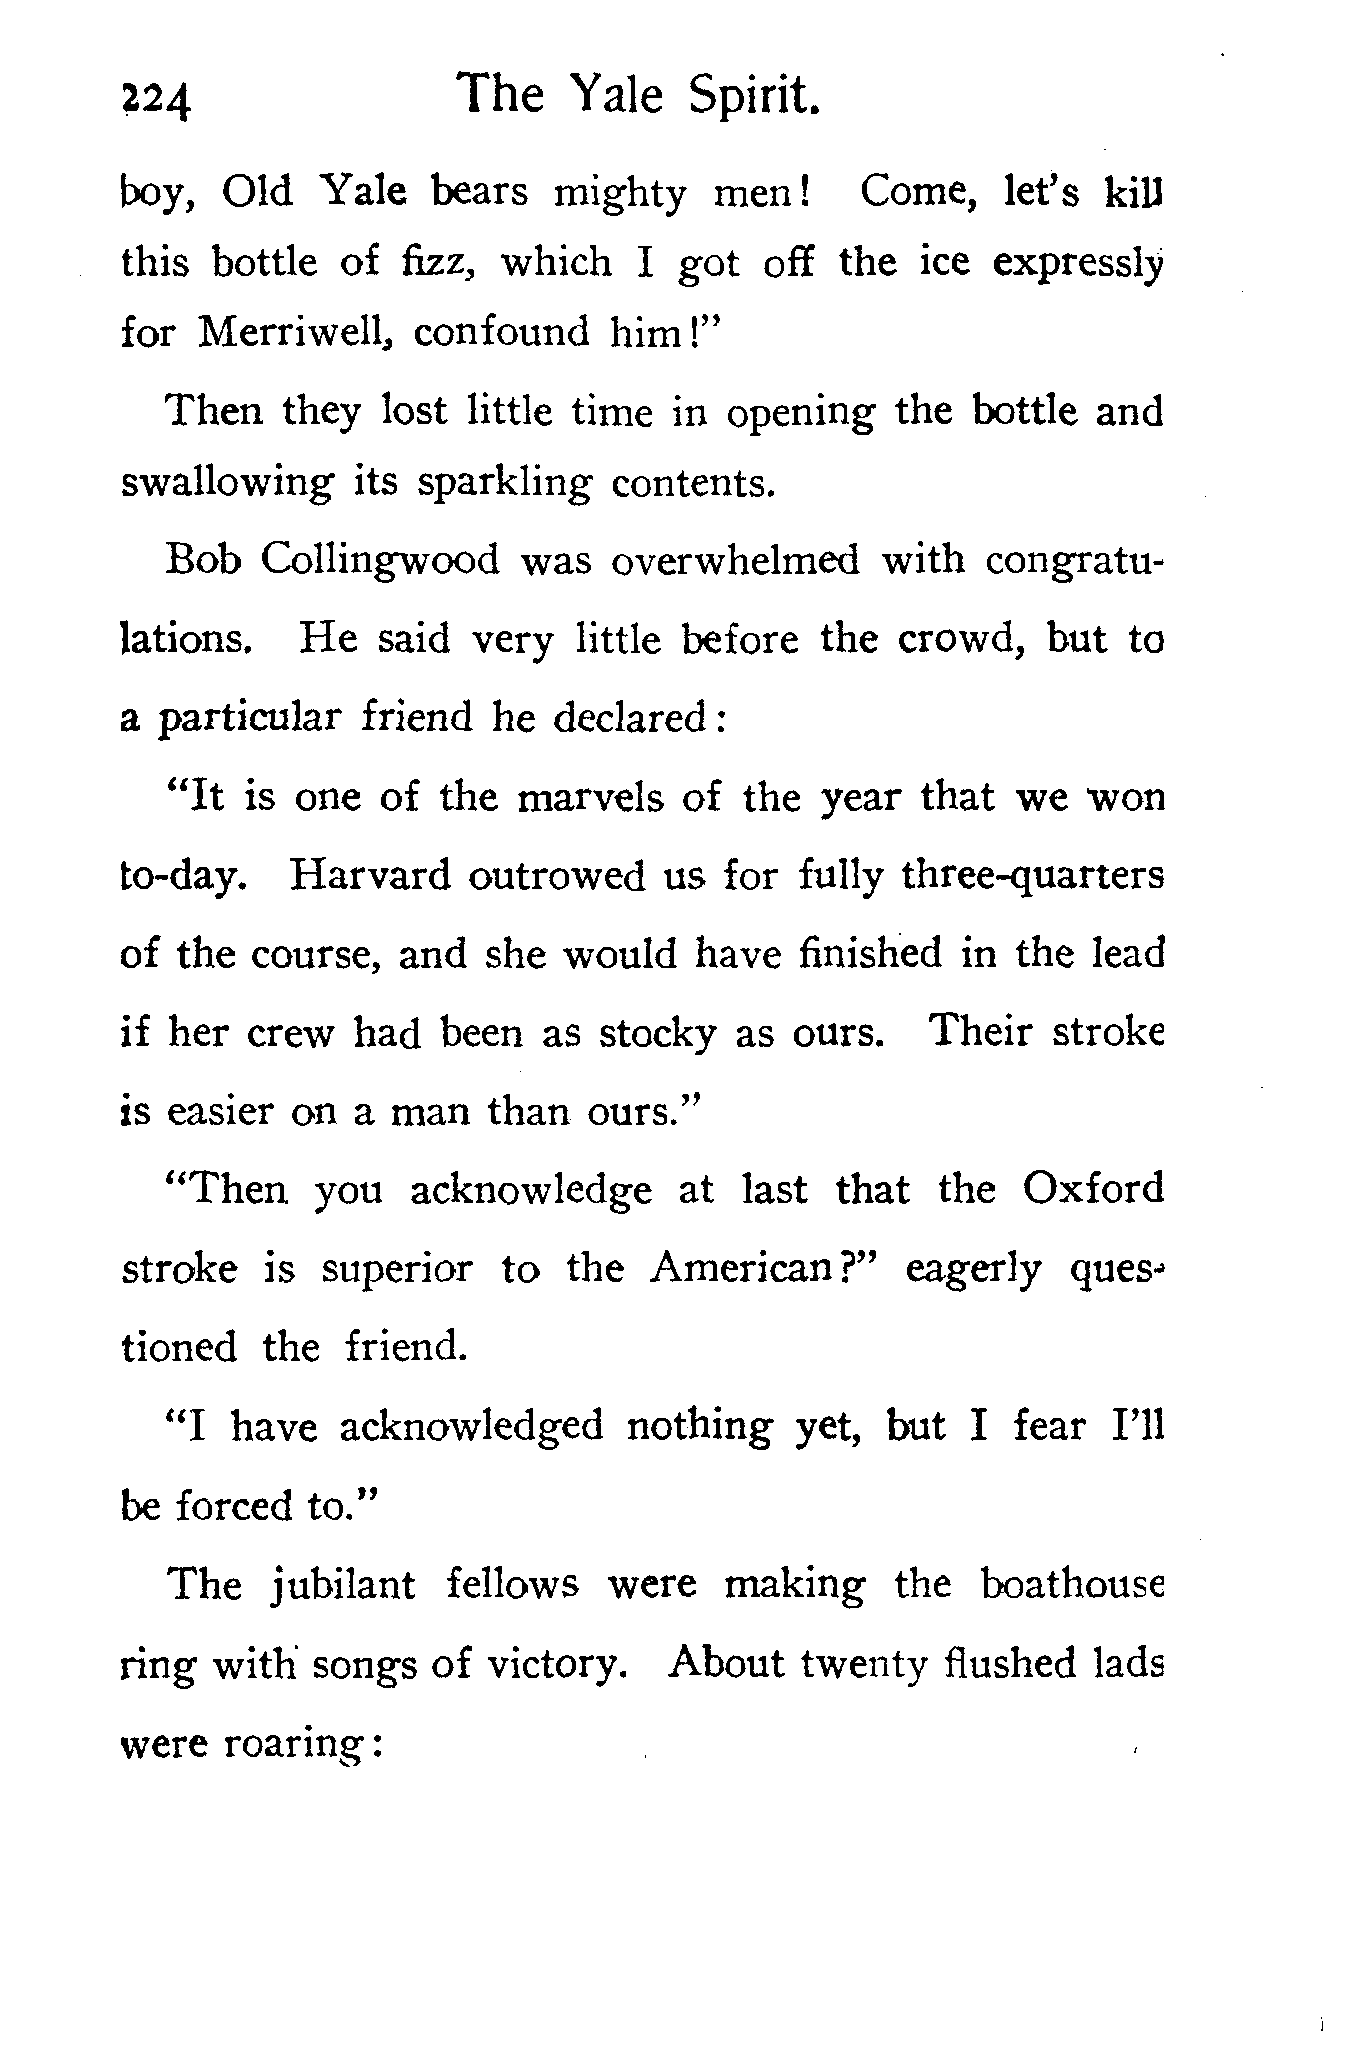 224 The Yale Spirit.
boy, Old Yale bears mighty men! Come, let's kill
this bottle of fizz, which I got off the ice expressly
for Merriwell, confound him!"
Then they lost little time in opening the bottle and
swallowing its sparkling contents.
Bob Collingwood was overwhelmed with congratu-
lations. He said very little before the crowd, but to
a particular friend he declared:
"It is one of the marvels of the year that we won
to-day. Harvard outrowed us for fully three-quarters
of the course, and she would have finished in the lead
if her crew had been as stocky as ours. Their stroke
is easier on a man than ours."
"Then you acknowledge at last that the Oxford
stroke is superior to the American?" eagerly ques-
tioned the friend.
"I have acknowledged nothing yet, but I fear I'll
be forced to."
The jubilant fellows were making the boathouse
ring with songs of victory. About twenty flushed lads
were roaring: